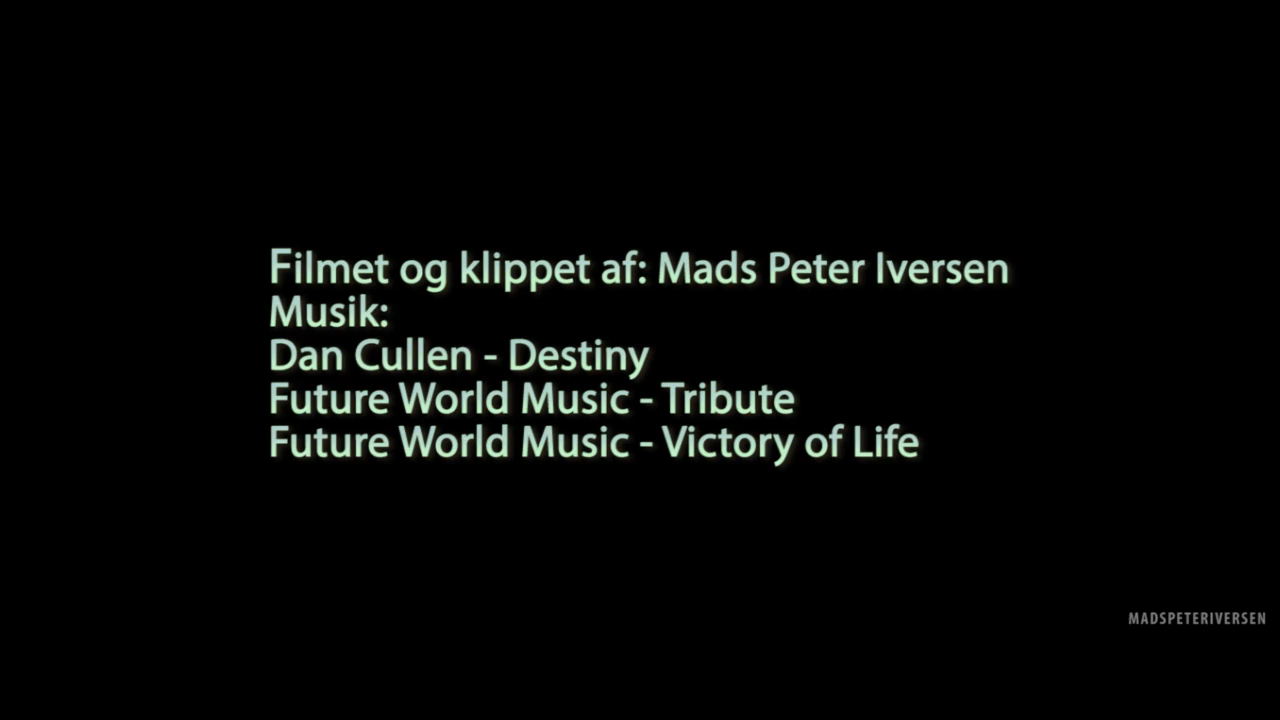 Filmet og klippet af: Mads Peter Iversen
Musik:
Dan Cullen - Destiny
Future World Music - Tribute
Future World Music - Victory of Life
MADSPETERIVERSEN